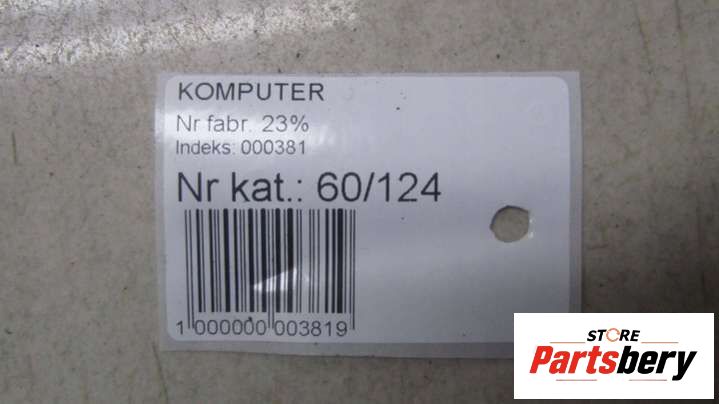 KOMPUTER
Nr fabr. 23%
Indeks: 000381
Nr kat.: 60/124
1 000000 003819
STORE
Partsbery